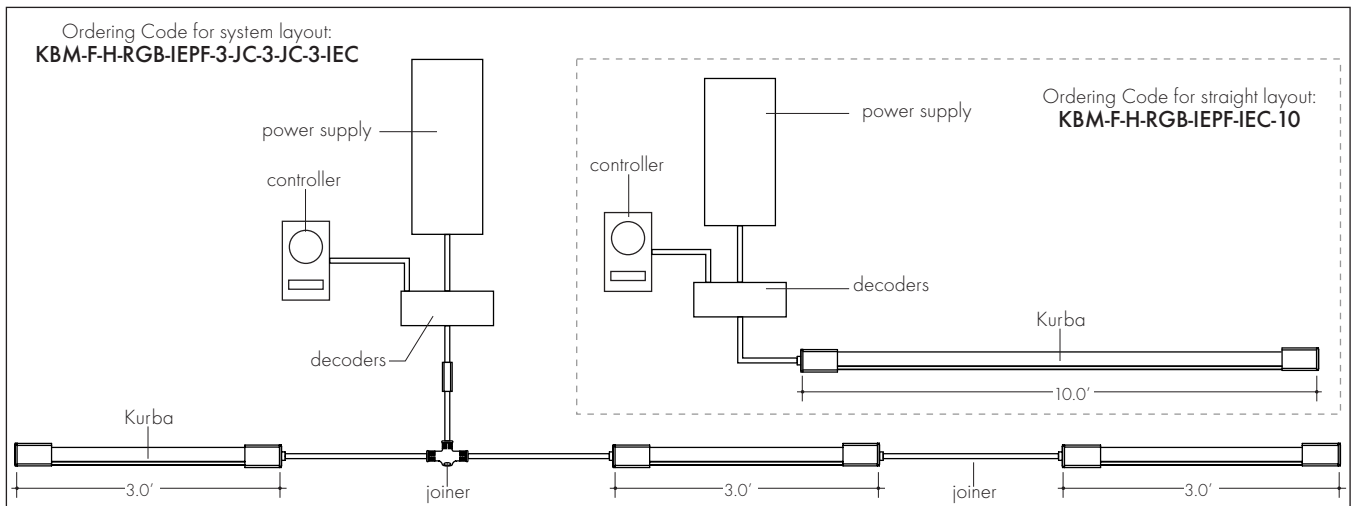 Ordering Code for system layout:
KBM-F-H-RGB-IEPF-3-JC-3-JC-3-IEC
power supply
controller
decoders
Kurba
3.0’
joiner
3.0’
joiner
3.0’
Ordering Code for straight layout:
KBM-F-H-RGB-IEPF-IEC-10
power supply
controller
decoders
Kurba
10.0’